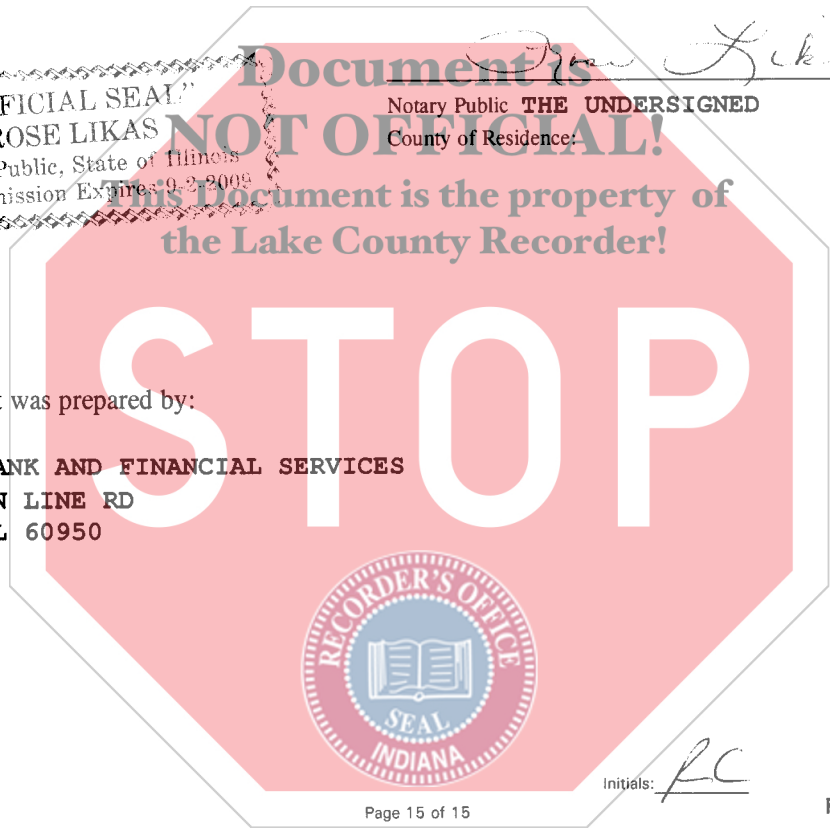 Document is
NOT OFFICIAL!
This Document is the property of
the Lake County Recorder!
FICIAL SEAL"
ROSE LIKAS
Public, State of Illinois
mission Expires 9-2-2009
Notary Public THE UNDERSIGNED
County of Residence:
STOP
t was prepared by:
ANK AND FINANCIAL SERVICES
N LINE RD
L 60950
RECORDER'S OFFICE
SEAL
INDIANA
Initials: RC
Page 15 of 15